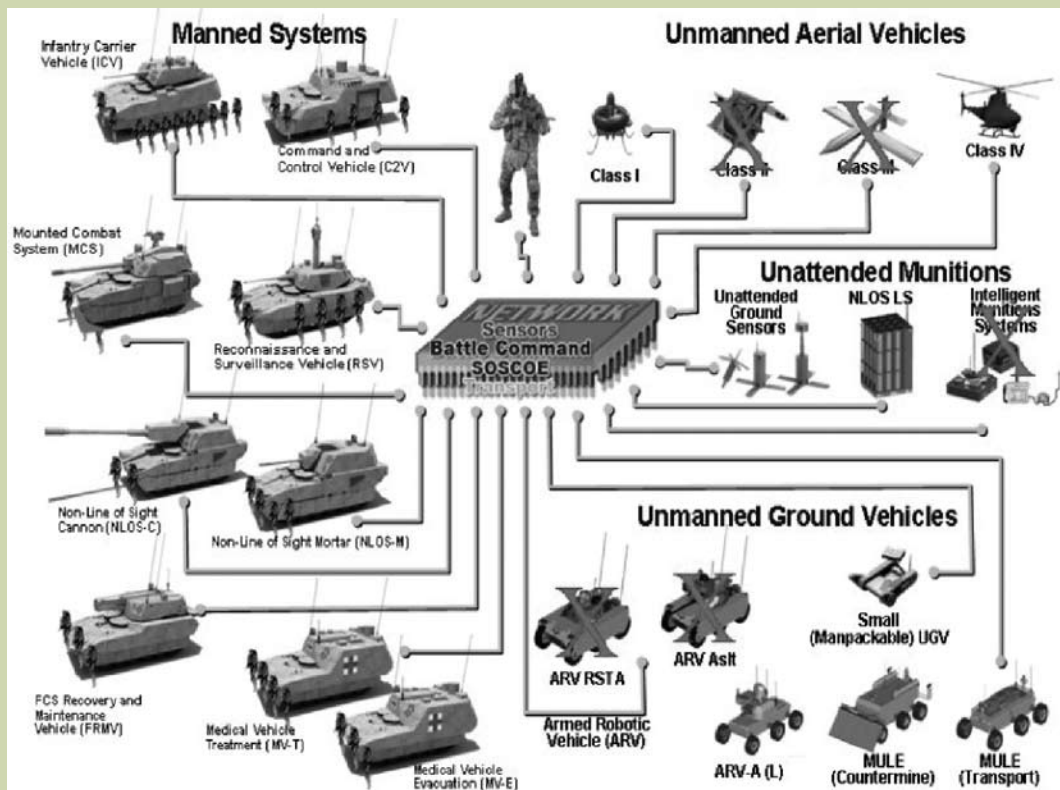 Manned Systems
Infantry Carrier
Vehicle (ICV)
Command and
Control Vehicle (C2V)
Mounted Combat
System (MCS)
Reconnaissance and
Surveillance Vehicle (RSV)
Non-Line of Sight
Cannon (NLOS-C)
Non-Line of Sight Mortar (NLOS-M)
FCS Recovery and
Maintenance
Vehicle (FRMV)
Medical Vehicle
Treatment (MV-T)
Medical Vehicle
Evacuation (MV-E)
Unmanned Aerial Vehicles
Class I
X
Class II
X
Class III
Class IV
NETWORK
Sensors
Battle Command
SOSCOE
Transport
Unattended Munitions
Unattended
Ground
Sensors
NLOS LS
Intelligent
Munitions
Systems
X
Unmanned Ground Vehicles
X
ARV RSTA
X
ARV Aslt
Armed Robotic
Vehicle (ARV)
Small
(Manpackable) UGV
ARV-A (L)
MULE
(Countermine)
MULE
(Transport)